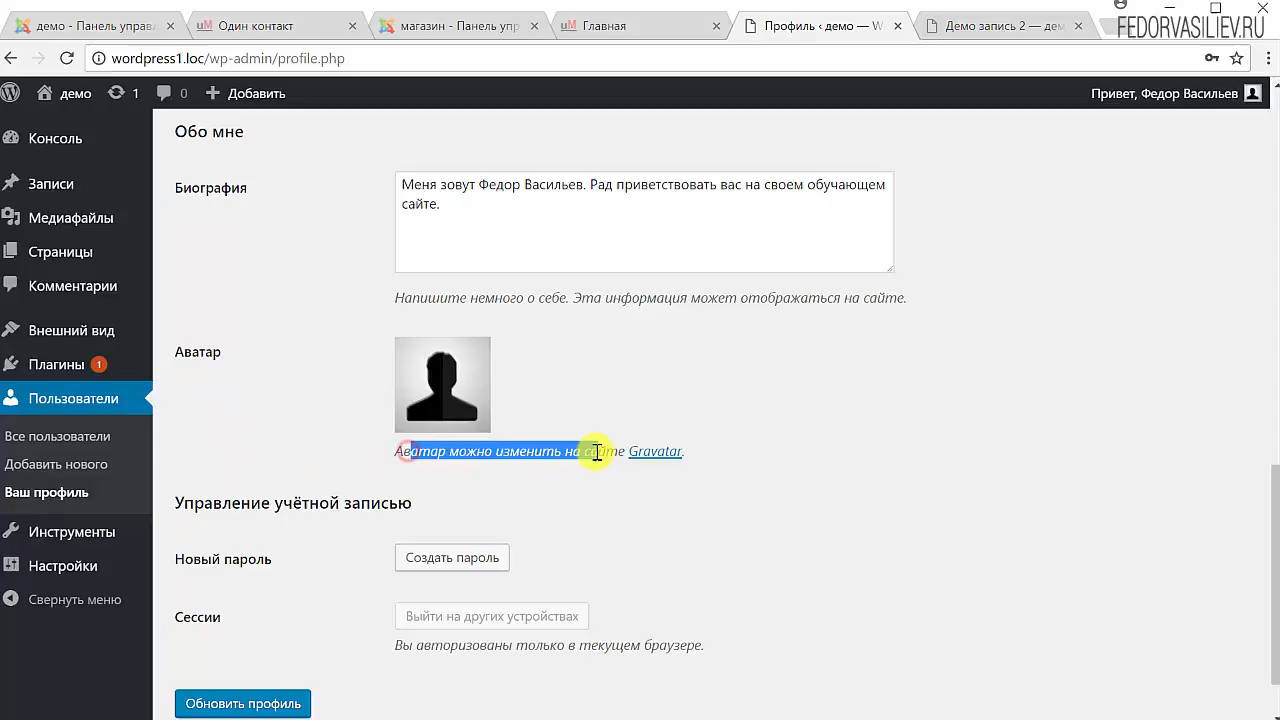 демо - Панель управл
Один контакт
магазин - Панель упр
Главная
Профиль ‹ демо — W
Демо запись 2 — дем
FEDORVASILIEV.RU
wordpress1.loc/wp-admin/profile.php
демо
1
0
Добавить
Привет, Федор Васильев
Консоль
Записи
Медиафайлы
Страницы
Комментарии
Внешний вид
Плагины 1
Пользователи
Все пользователи
Добавить нового
Ваш профиль
Инструменты
Настройки
Свернуть меню
Обо мне
Биография
Меня зовут Федор Васильев. Рад приветствовать вас на своем обучающем
сайте.
Напишите немного о себе. Эта информация может отображаться на сайте.
Аватар
Аватар можно изменить на сайте Gravatar.
Управление учётной записью
Новый пароль
Создать пароль
Сессии
Выйти на других устройствах
Вы авторизованы только в текущем браузере.
Обновить профиль